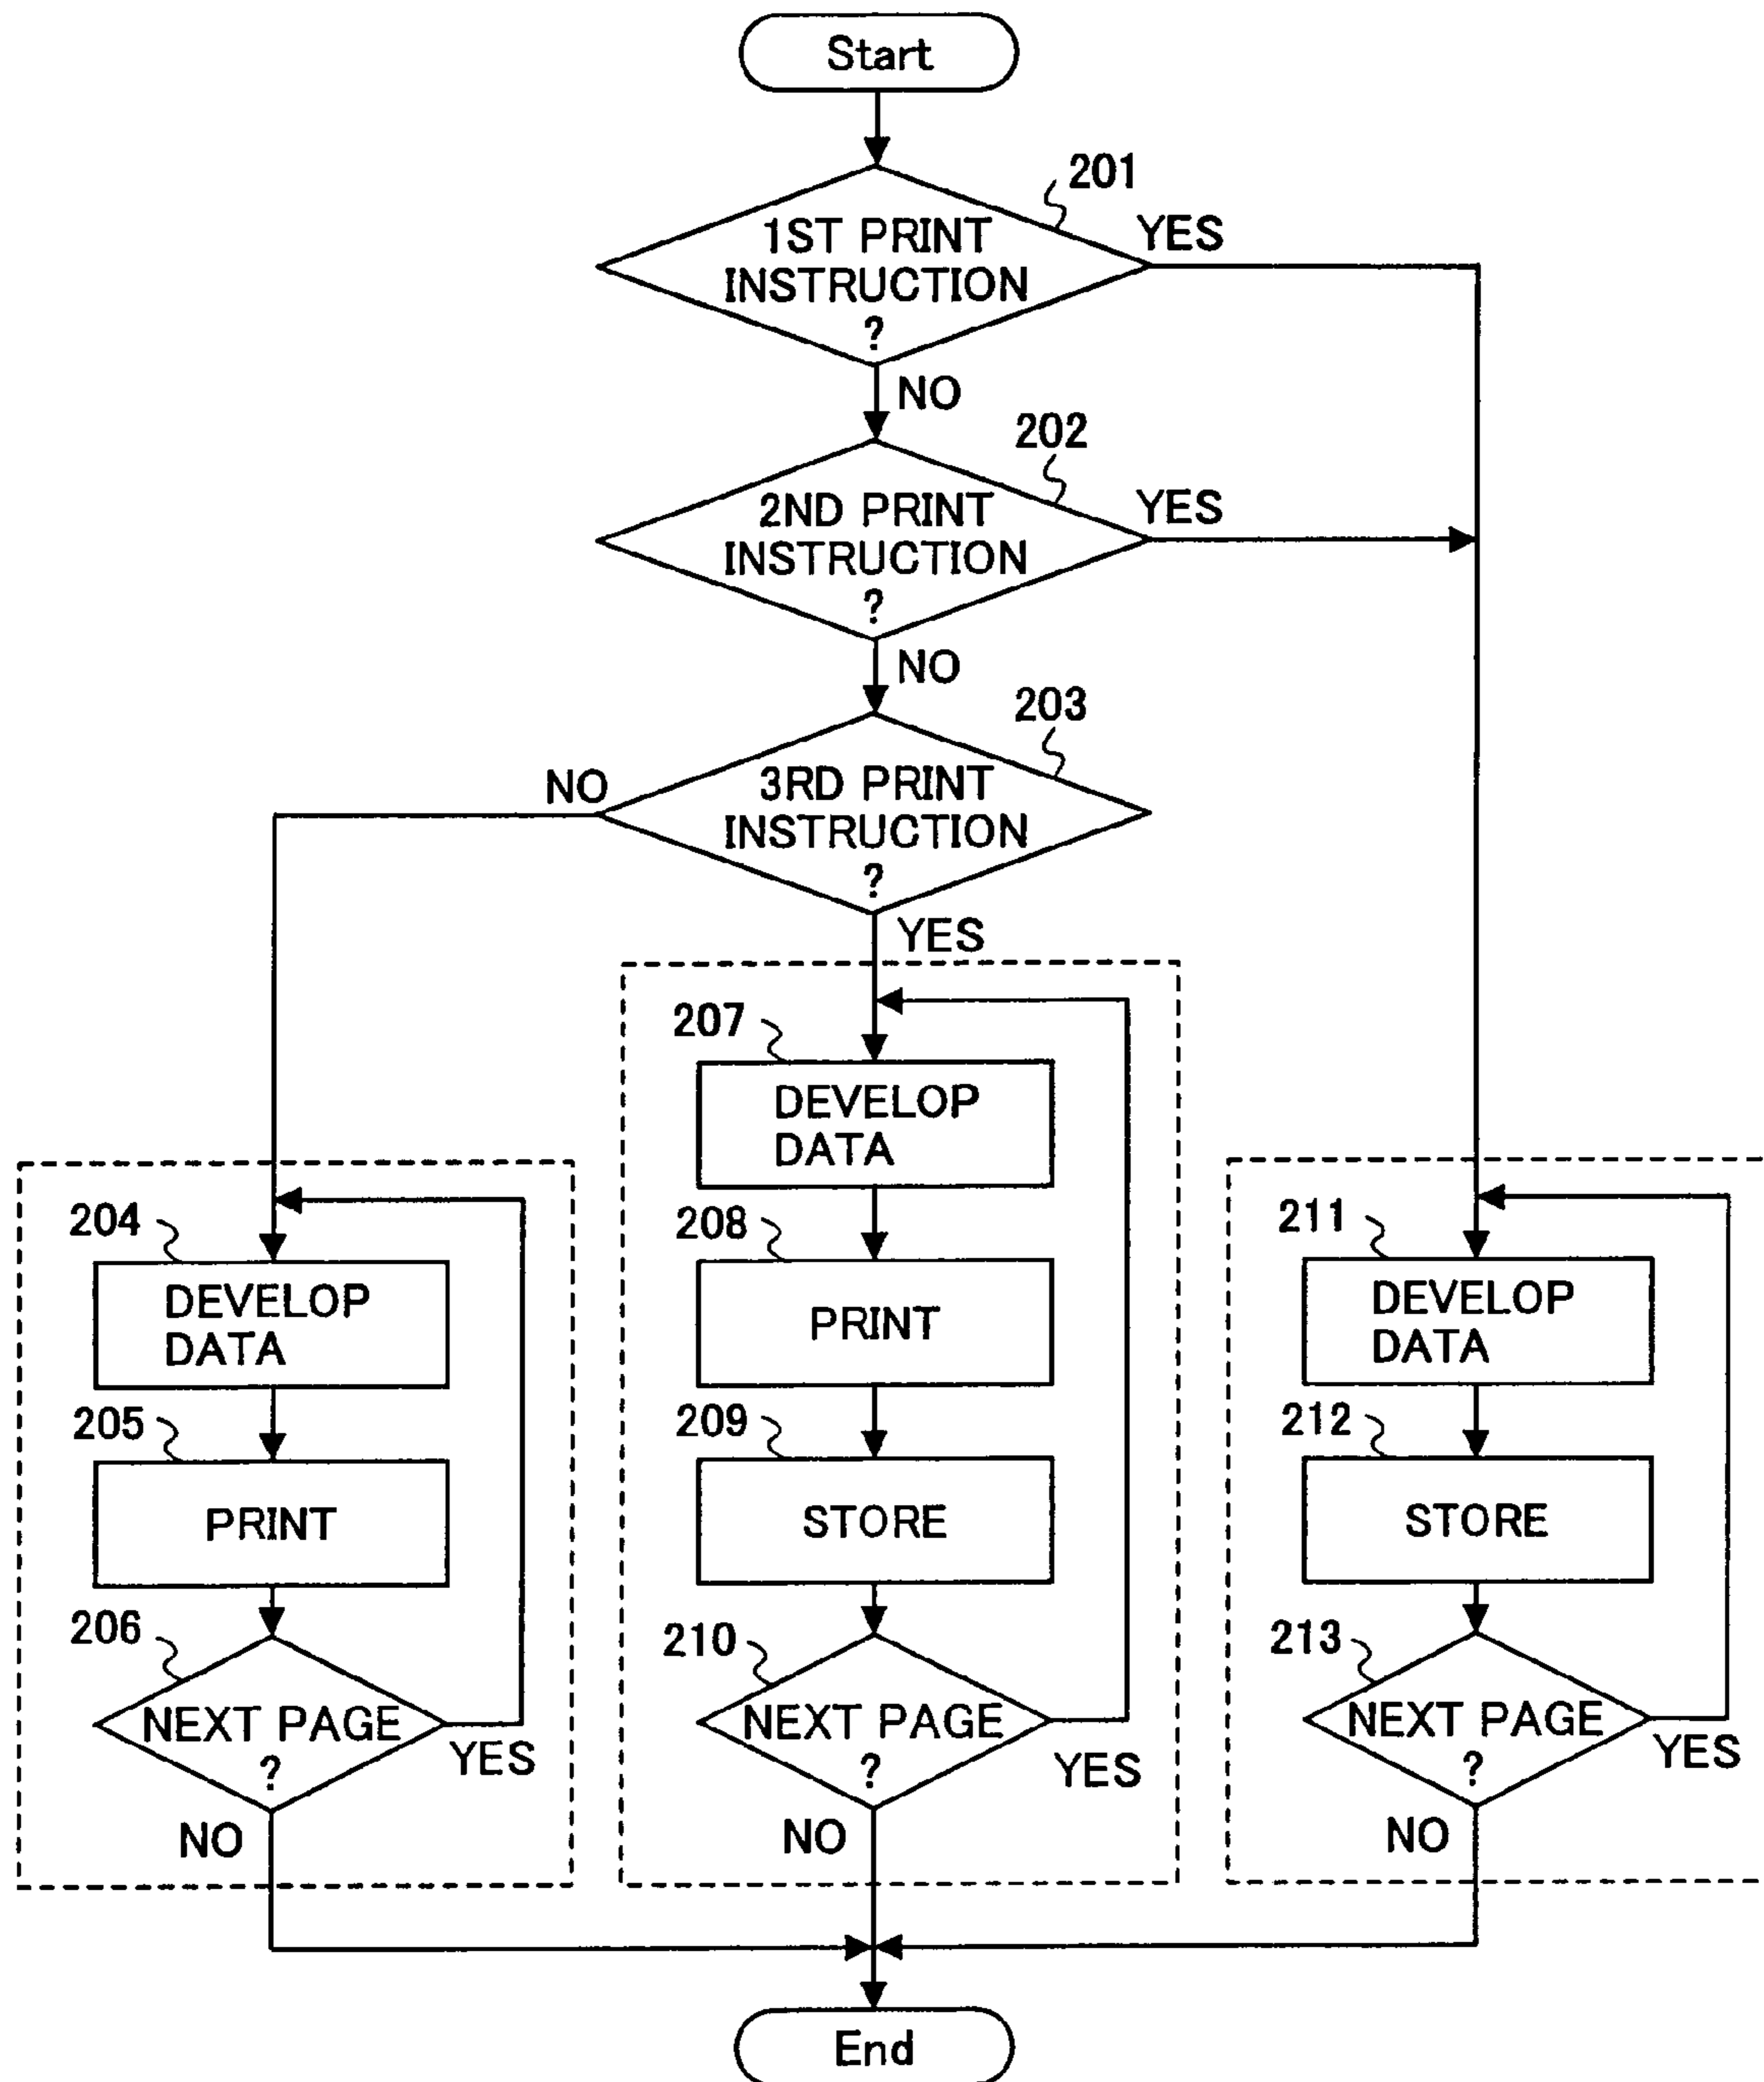 Start
201
1ST PRINT
INSTRUCTION
?
YES
NO
202
2ND PRINT
INSTRUCTION
?
YES
NO
203
3RD PRINT
INSTRUCTION
?
NO
YES
204
DEVELOP
DATA
205
PRINT
206
NEXT PAGE
?
YES
NO
207
DEVELOP
DATA
208
PRINT
209
STORE
210
NEXT PAGE
?
YES
NO
211
DEVELOP
DATA
212
STORE
213
NEXT PAGE
?
YES
NO
End